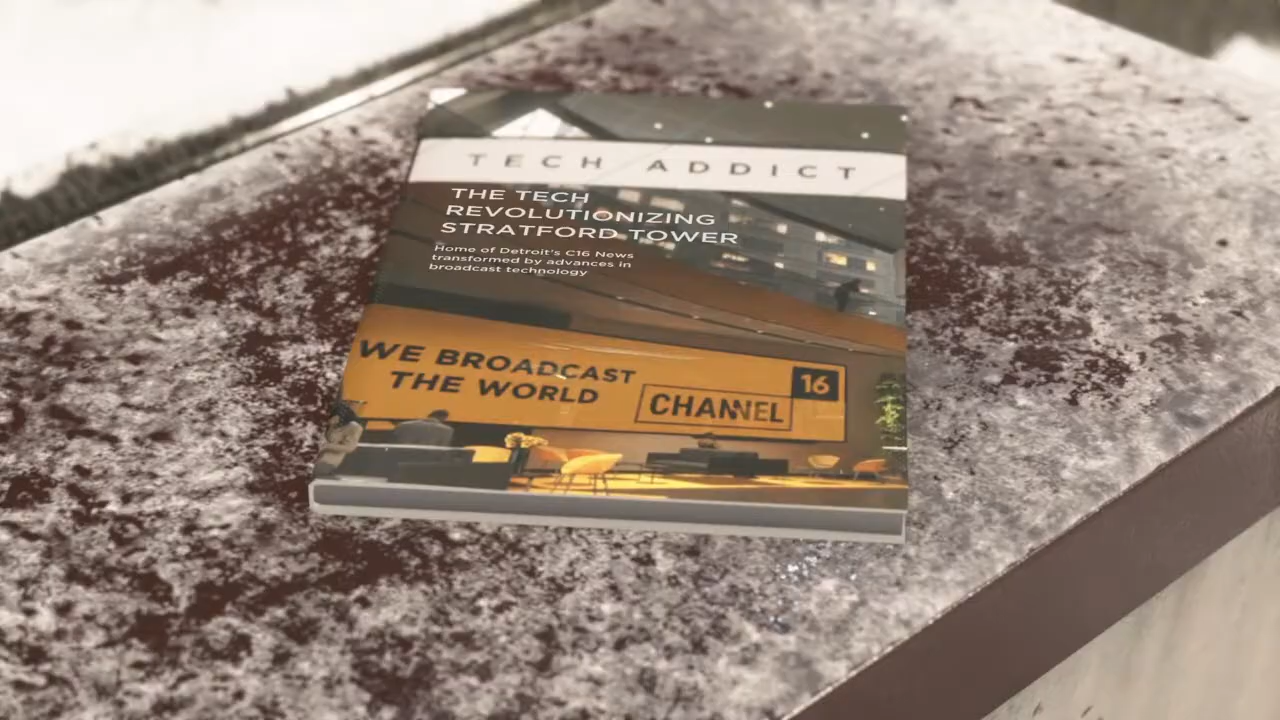 TECH ADDICT
THE TECH
REVOLUTIONIZING
STRATFORD TOWER
Home of Detroit's C16 News
transformed by advances in
broadcast technology
WE BROADCAST
THE WORLD
CHANNEL
16